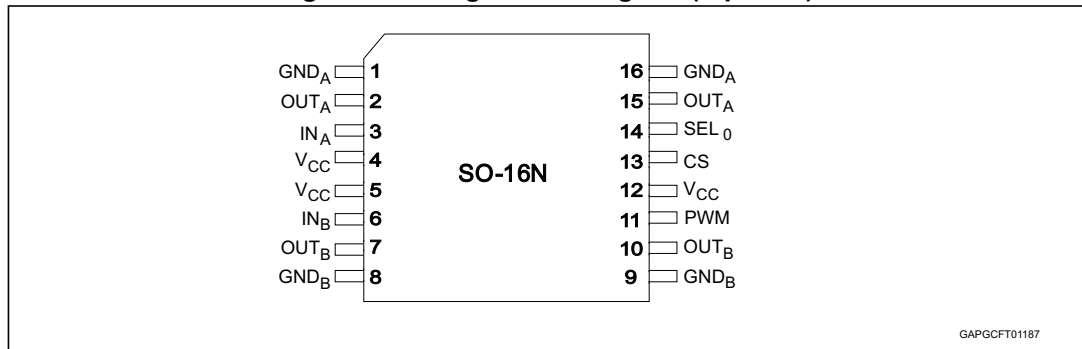 GND_A 1 16 GND_A
OUT_A 2 15 OUT_A
IN_A 3 14 SEL_0
V_CC 4 13 CS
SO-16N
V_CC 5 12 V_CC
IN_B 6 11 PWM
OUT_B 7 10 OUT_B
GND_B 8 9 GND_B
GAPGCFT01187